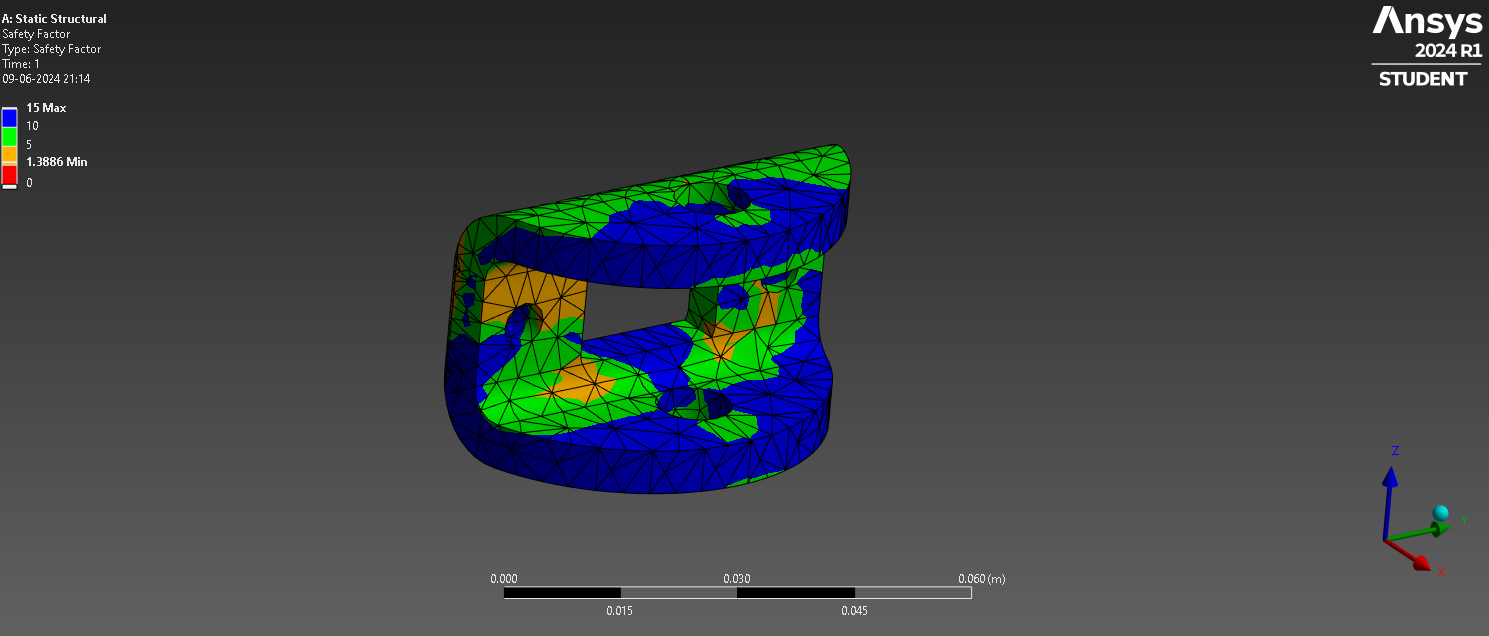 A: Static Structural
Safety Factor
Type: Safety Factor
Time: 1
09-06-2024 21:14
15 Max
10
5
1.3886 Min
0
Ansys
2024 R1
STUDENT
0.000
0.030
0.060 (m)
0.015
0.045
Z
Y
X